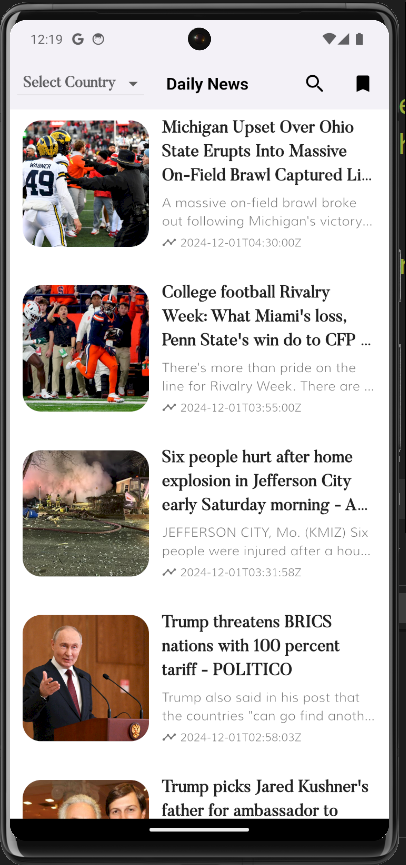 12:19
Select Country
Daily News
Michigan Upset Over Ohio
State Erupts Into Massive
On-Field Brawl Captured Li...
A massive on-field brawl broke
out following Michigan's victory...
2024-12-01T04:30:00Z
WAGNER
49
College football Rivalry
Week: What Miami's loss,
Penn State's win do to CFP ...
There's more than pride on the
line for Rivalry Week. There are ...
2024-12-01T03:55:00Z
Six people hurt after home
explosion in Jefferson City
early Saturday morning - A...
JEFFERSON CITY, Mo. (KMIZ) Six
people were injured after a hou...
2024-12-01T03:31:58Z
Trump threatens BRICS
nations with 100 percent
tariff - POLITICO
Trump also said in his post that
the countries "can go find anoth...
2024-12-01T02:58:03Z
Trump picks Jared Kushner's
father for ambassador to